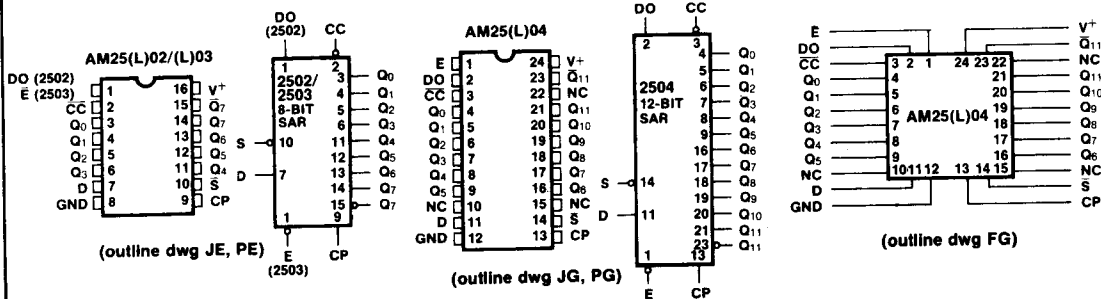 AM25(L)02/(L)03
DO (2502)
E̅ (2503)
C̅C̅
Q0
Q1
Q2
Q3
D
GND
1
2
3
4
5
6
7
8
16
15
14
13
12
11
10
9
V+
Q̅7
Q7
Q6
Q5
Q4
S̅
CP
(outline dwg JE, PE)
DO
(2502)
CC
1
2
2502/
2503
8-BIT
SAR
3
4
5
6
11
12
13
14
15
Q0
Q1
Q2
Q3
Q4
Q5
Q6
Q7
Q7
S
10
D
7
1
9
E
(2503)
CP
AM25(L)04
E̅
DO
C̅C̅
Q0
Q1
Q2
Q3
Q4
Q5
NC
D
GND
1
2
3
4
5
6
7
8
9
10
11
12
24
23
22
21
20
19
18
17
16
15
14
13
V+
Q̅11
NC
Q11
Q10
Q9
Q8
Q7
Q6
NC
S̅
CP
(outline dwg JG, PG)
DO
CC
2
3
2504
12-BIT
SAR
4
5
6
7
8
9
16
17
18
19
20
21
23
Q0
Q1
Q2
Q3
Q4
Q5
Q6
Q7
Q8
Q9
Q10
Q11
Q11
S
14
D
11
1
13
E
CP
E̅
DO
C̅C̅
Q0
Q1
Q2
Q3
Q4
Q5
NC
D
GND
3 2 1 24 23 22
4
5
6
7
8
9
21
20
19
18
17
16
AM25(L)04
10 11 12 13 14 15
V+
Q̅11
NC
Q11
Q10
Q9
Q8
Q7
Q6
NC
S̅
CP
(outline dwg FG)